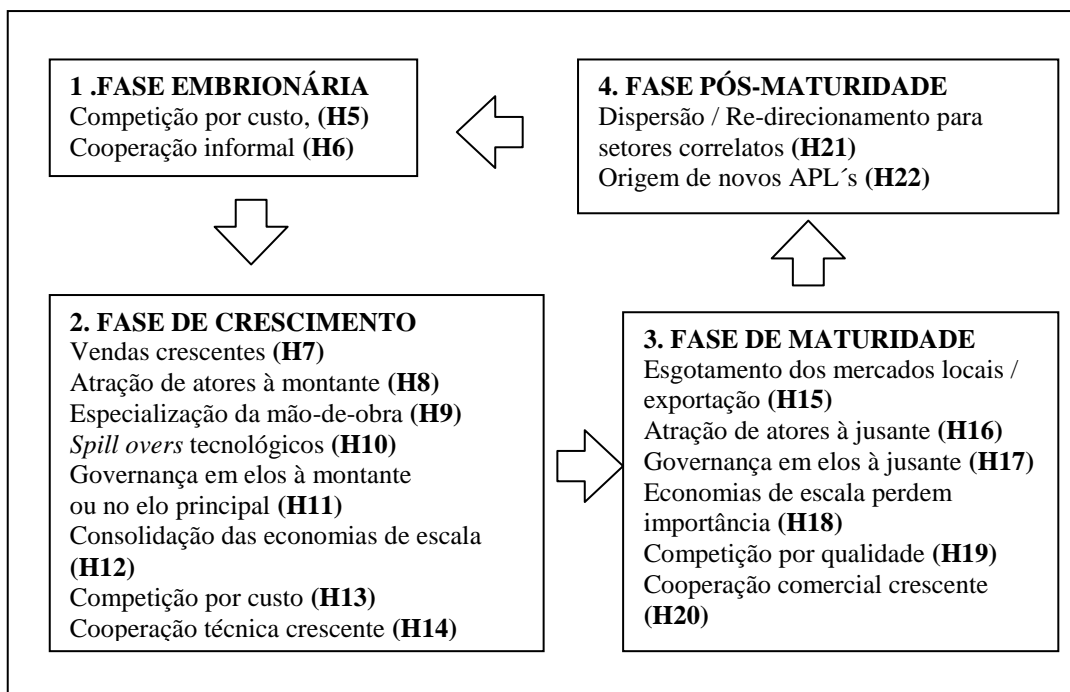 1 .FASE EMBRIONÁRIA
Competição por custo, (H5)
Cooperação informal (H6)
2. FASE DE CRESCIMENTO
Vendas crescentes (H7)
Atração de atores à montante (H8)
Especialização da mão-de-obra (H9)
Spill overs tecnológicos (H10)
Governança em elos à montante
ou no elo principal (H11)
Consolidação das economias de escala
(H12)
Competição por custo (H13)
Cooperação técnica crescente (H14)
3. FASE DE MATURIDADE
Esgotamento dos mercados locais /
exportação (H15)
Atração de atores à jusante (H16)
Governança em elos à jusante (H17)
Economias de escala perdem
importância (H18)
Competição por qualidade (H19)
Cooperação comercial crescente
(H20)
4. FASE PÓS-MATURIDADE
Dispersão / Re-direcionamento para
setores correlatos (H21)
Origem de novos APL´s (H22)